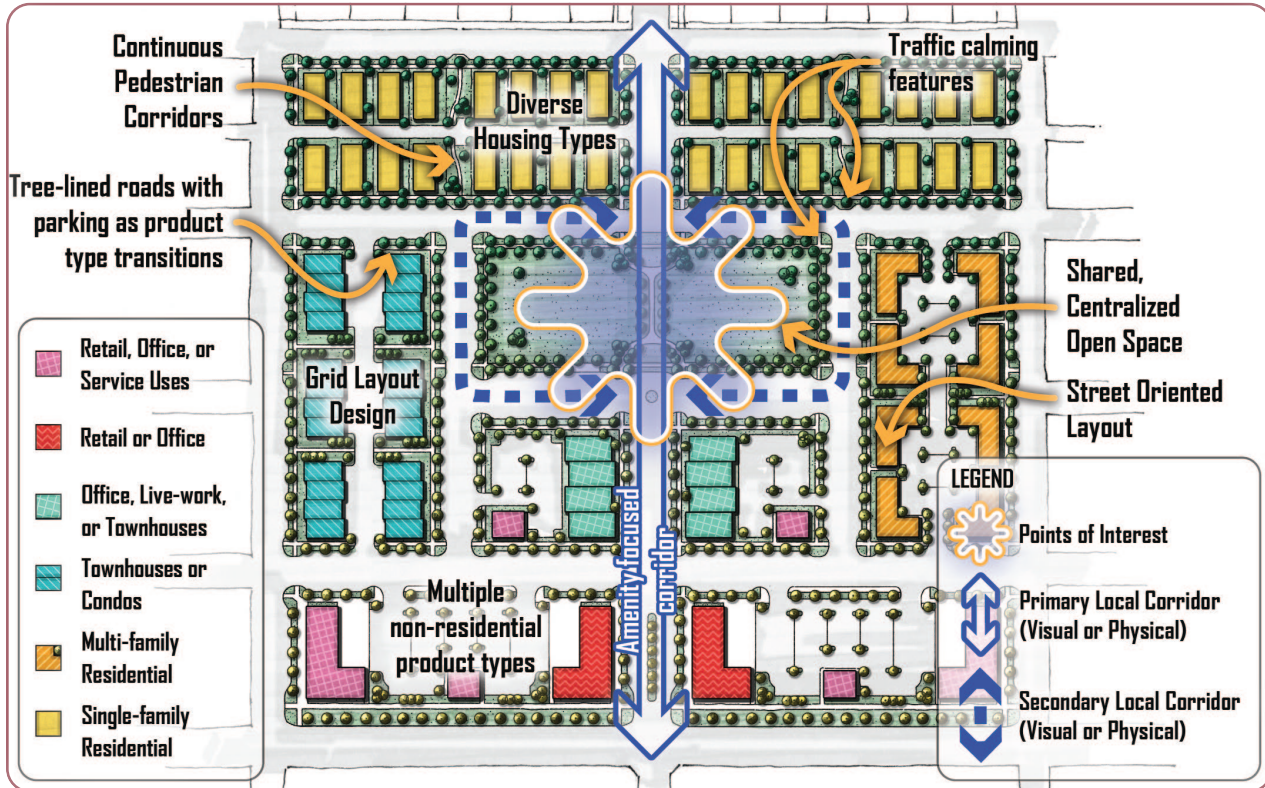 Continuous
Pedestrian
Corridors
Diverse
Housing Types
Traffic calming
features
Tree-lined roads with
parking as product
type transitions
Shared,
Centralized
Open Space
Grid Layout
Design
Street Oriented
Layout
Amenity focused
corridor
Multiple
non-residential
product types
Retail, Office, or
Service Uses
Retail or Office
Office, Live-work,
or Townhouses
Townhouses or
Condos
Multi-family
Residential
Single-family
Residential
LEGEND
Points of Interest
Primary Local Corridor
(Visual or Physical)
Secondary Local Corridor
(Visual or Physical)